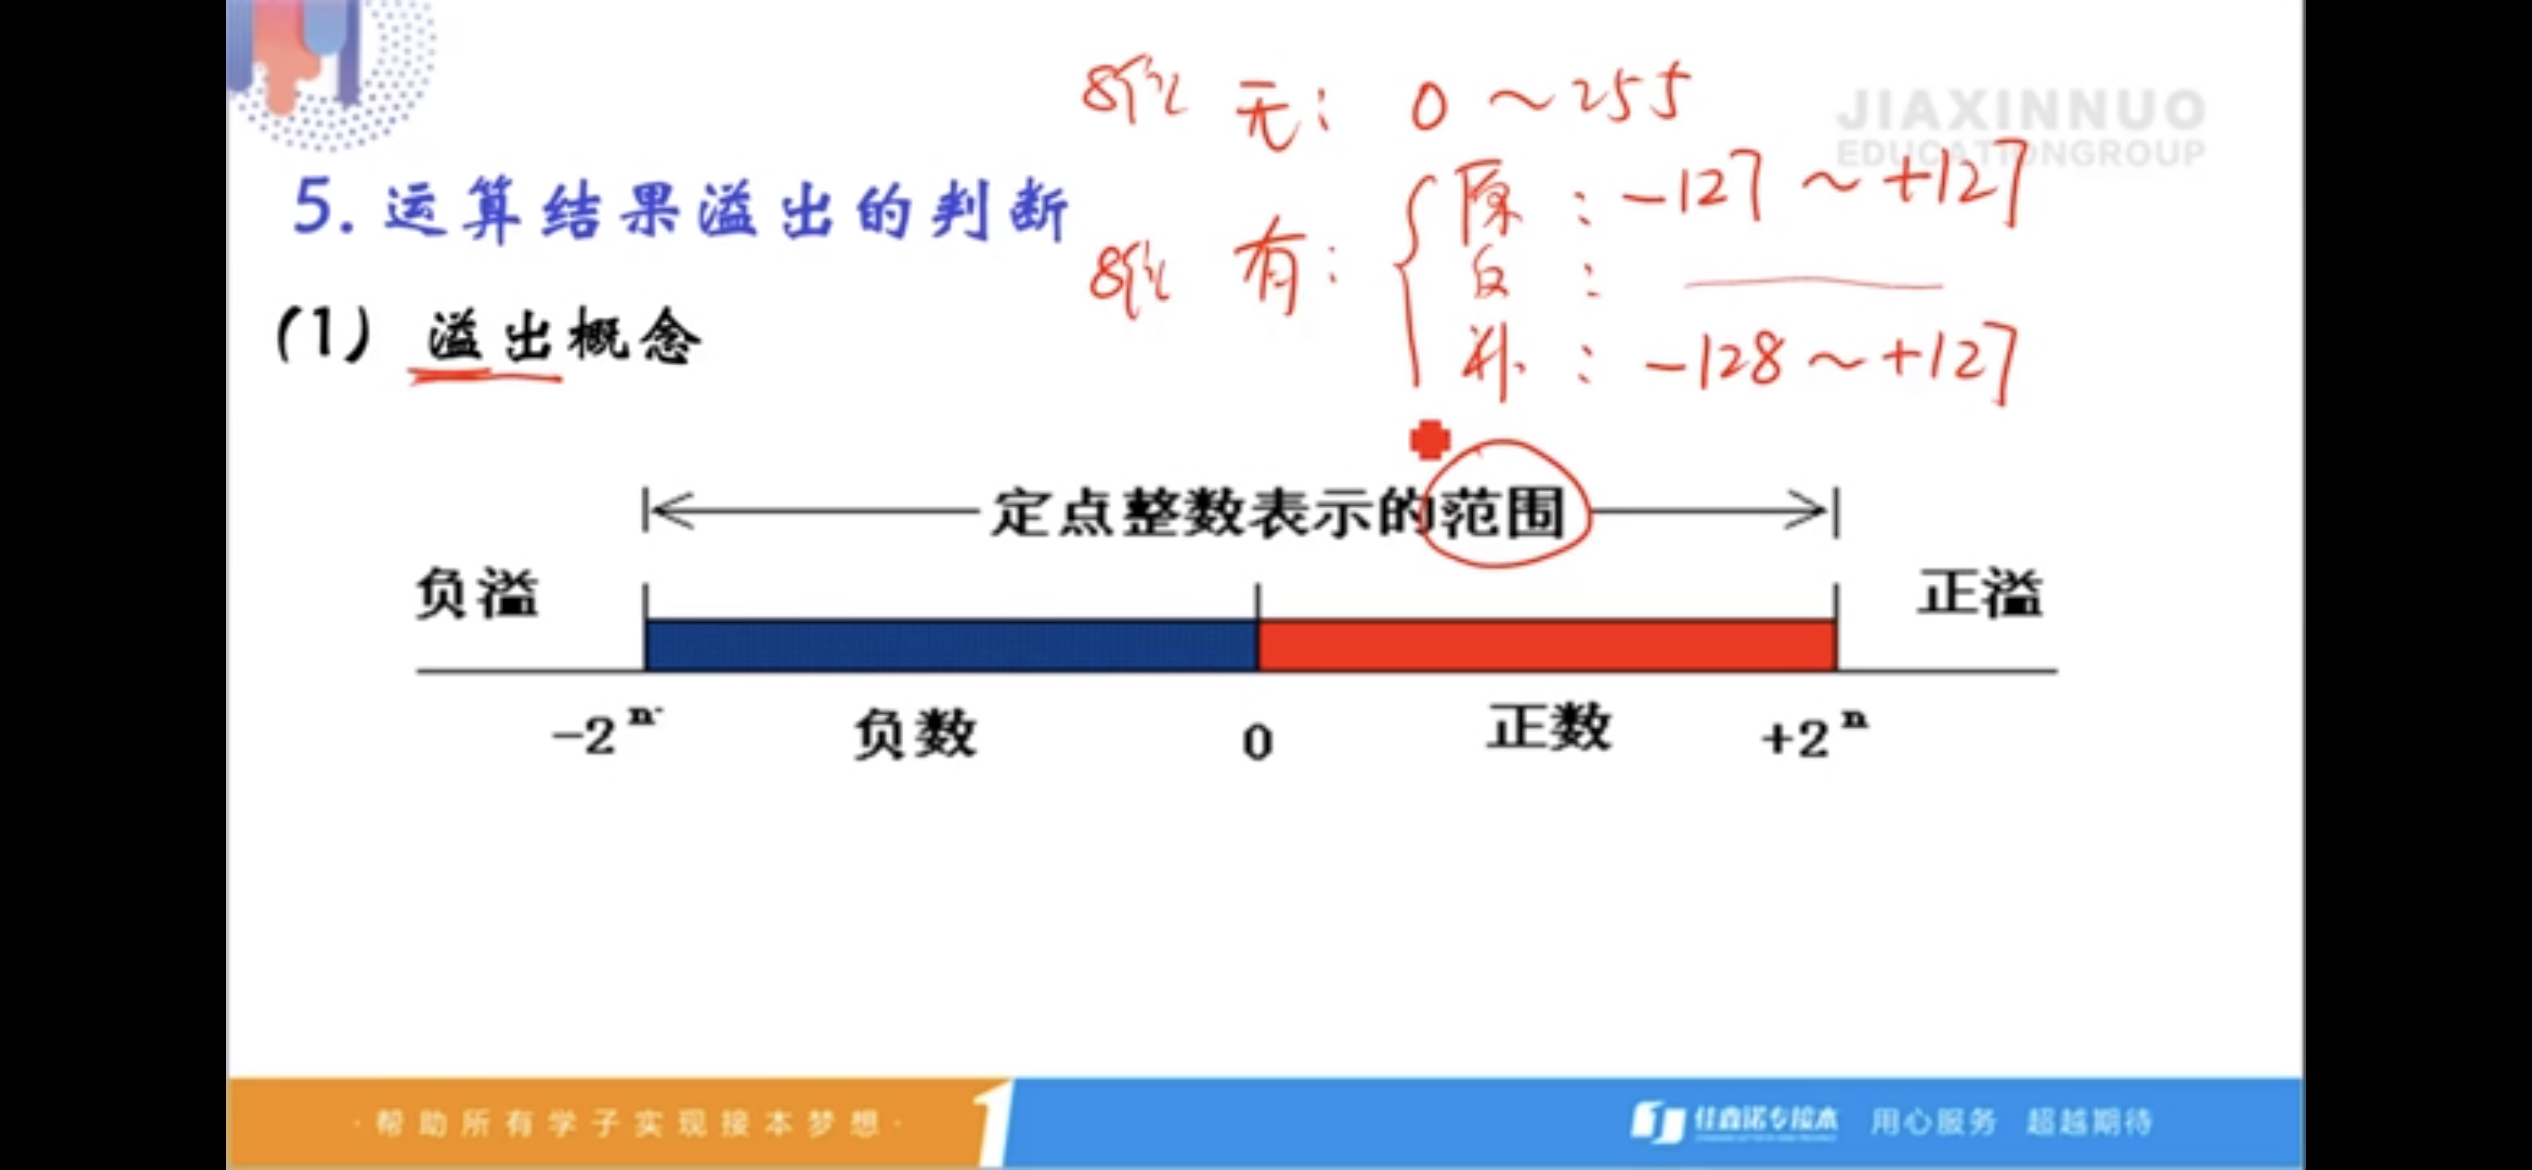 8位 无: 0 ~ 255
JIAXINNUO
EDUCATIONGROUP
5. 运算结果溢出的判断
8位 有:
原 : -127 ~ +127
反 :
补 : -128 ~ +127
(1) 溢出概念
定点整数表示的范围
负溢 正溢
-2ⁿ 负数 0 正数 +2ⁿ
·帮助所有学子实现接本梦想·
1
佳鑫诺专接本 用心服务 超越期待